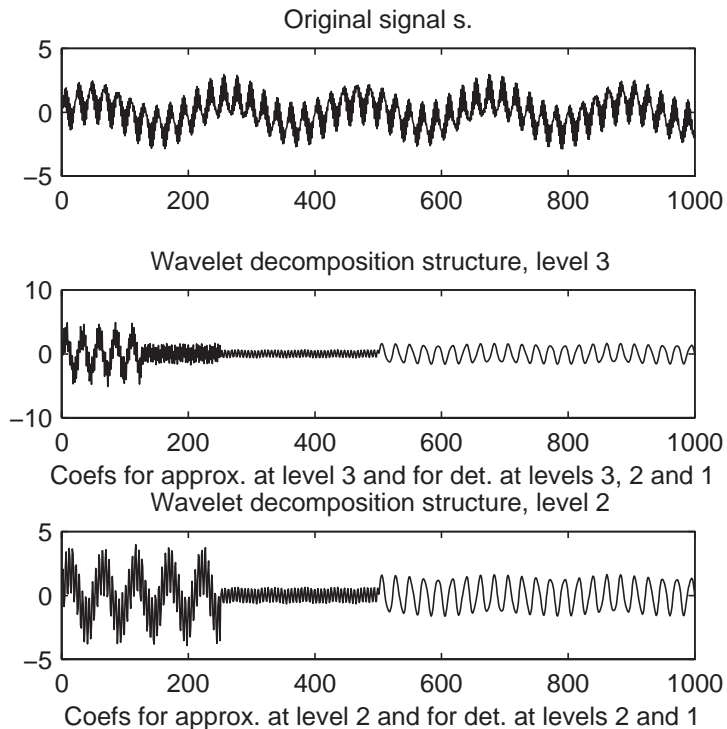 Original signal s.
5
0
−5
0 200 400 600 800 1000
Wavelet decomposition structure, level 3
10
0
−10
0 200 400 600 800 1000
Coefs for approx. at level 3 and for det. at levels 3, 2 and 1
Wavelet decomposition structure, level 2
5
0
−5
0 200 400 600 800 1000
Coefs for approx. at level 2 and for det. at levels 2 and 1